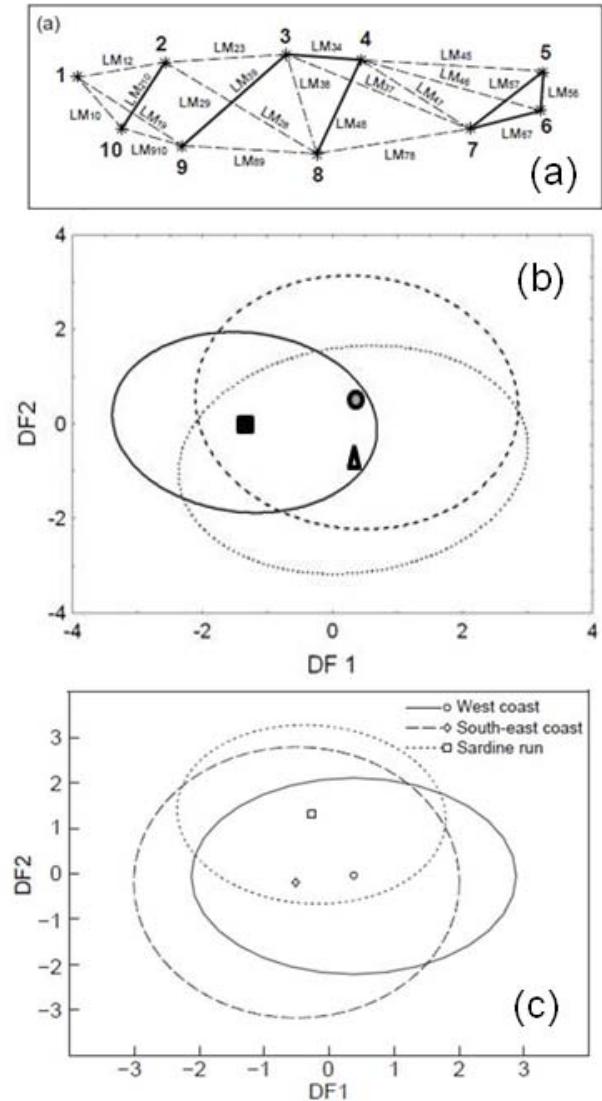 (a)
1
2
3
4
5
6
7
8
9
10
LM12
LM23
LM34
LM45
LM10
LM210
LM19
LM29
LM39
LM38
LM28
LM48
LM37
LM47
LM46
LM57
LM56
LM67
LM910
LM89
LM78
(a)
(b)
4
2
0
-2
-4
DF2
-4
-2
0
2
4
DF 1
West coast
South-east coast
Sardine run
3
2
1
0
−1
−2
−3
DF2
(c)
−3
−2
−1
0
1
2
3
DF1